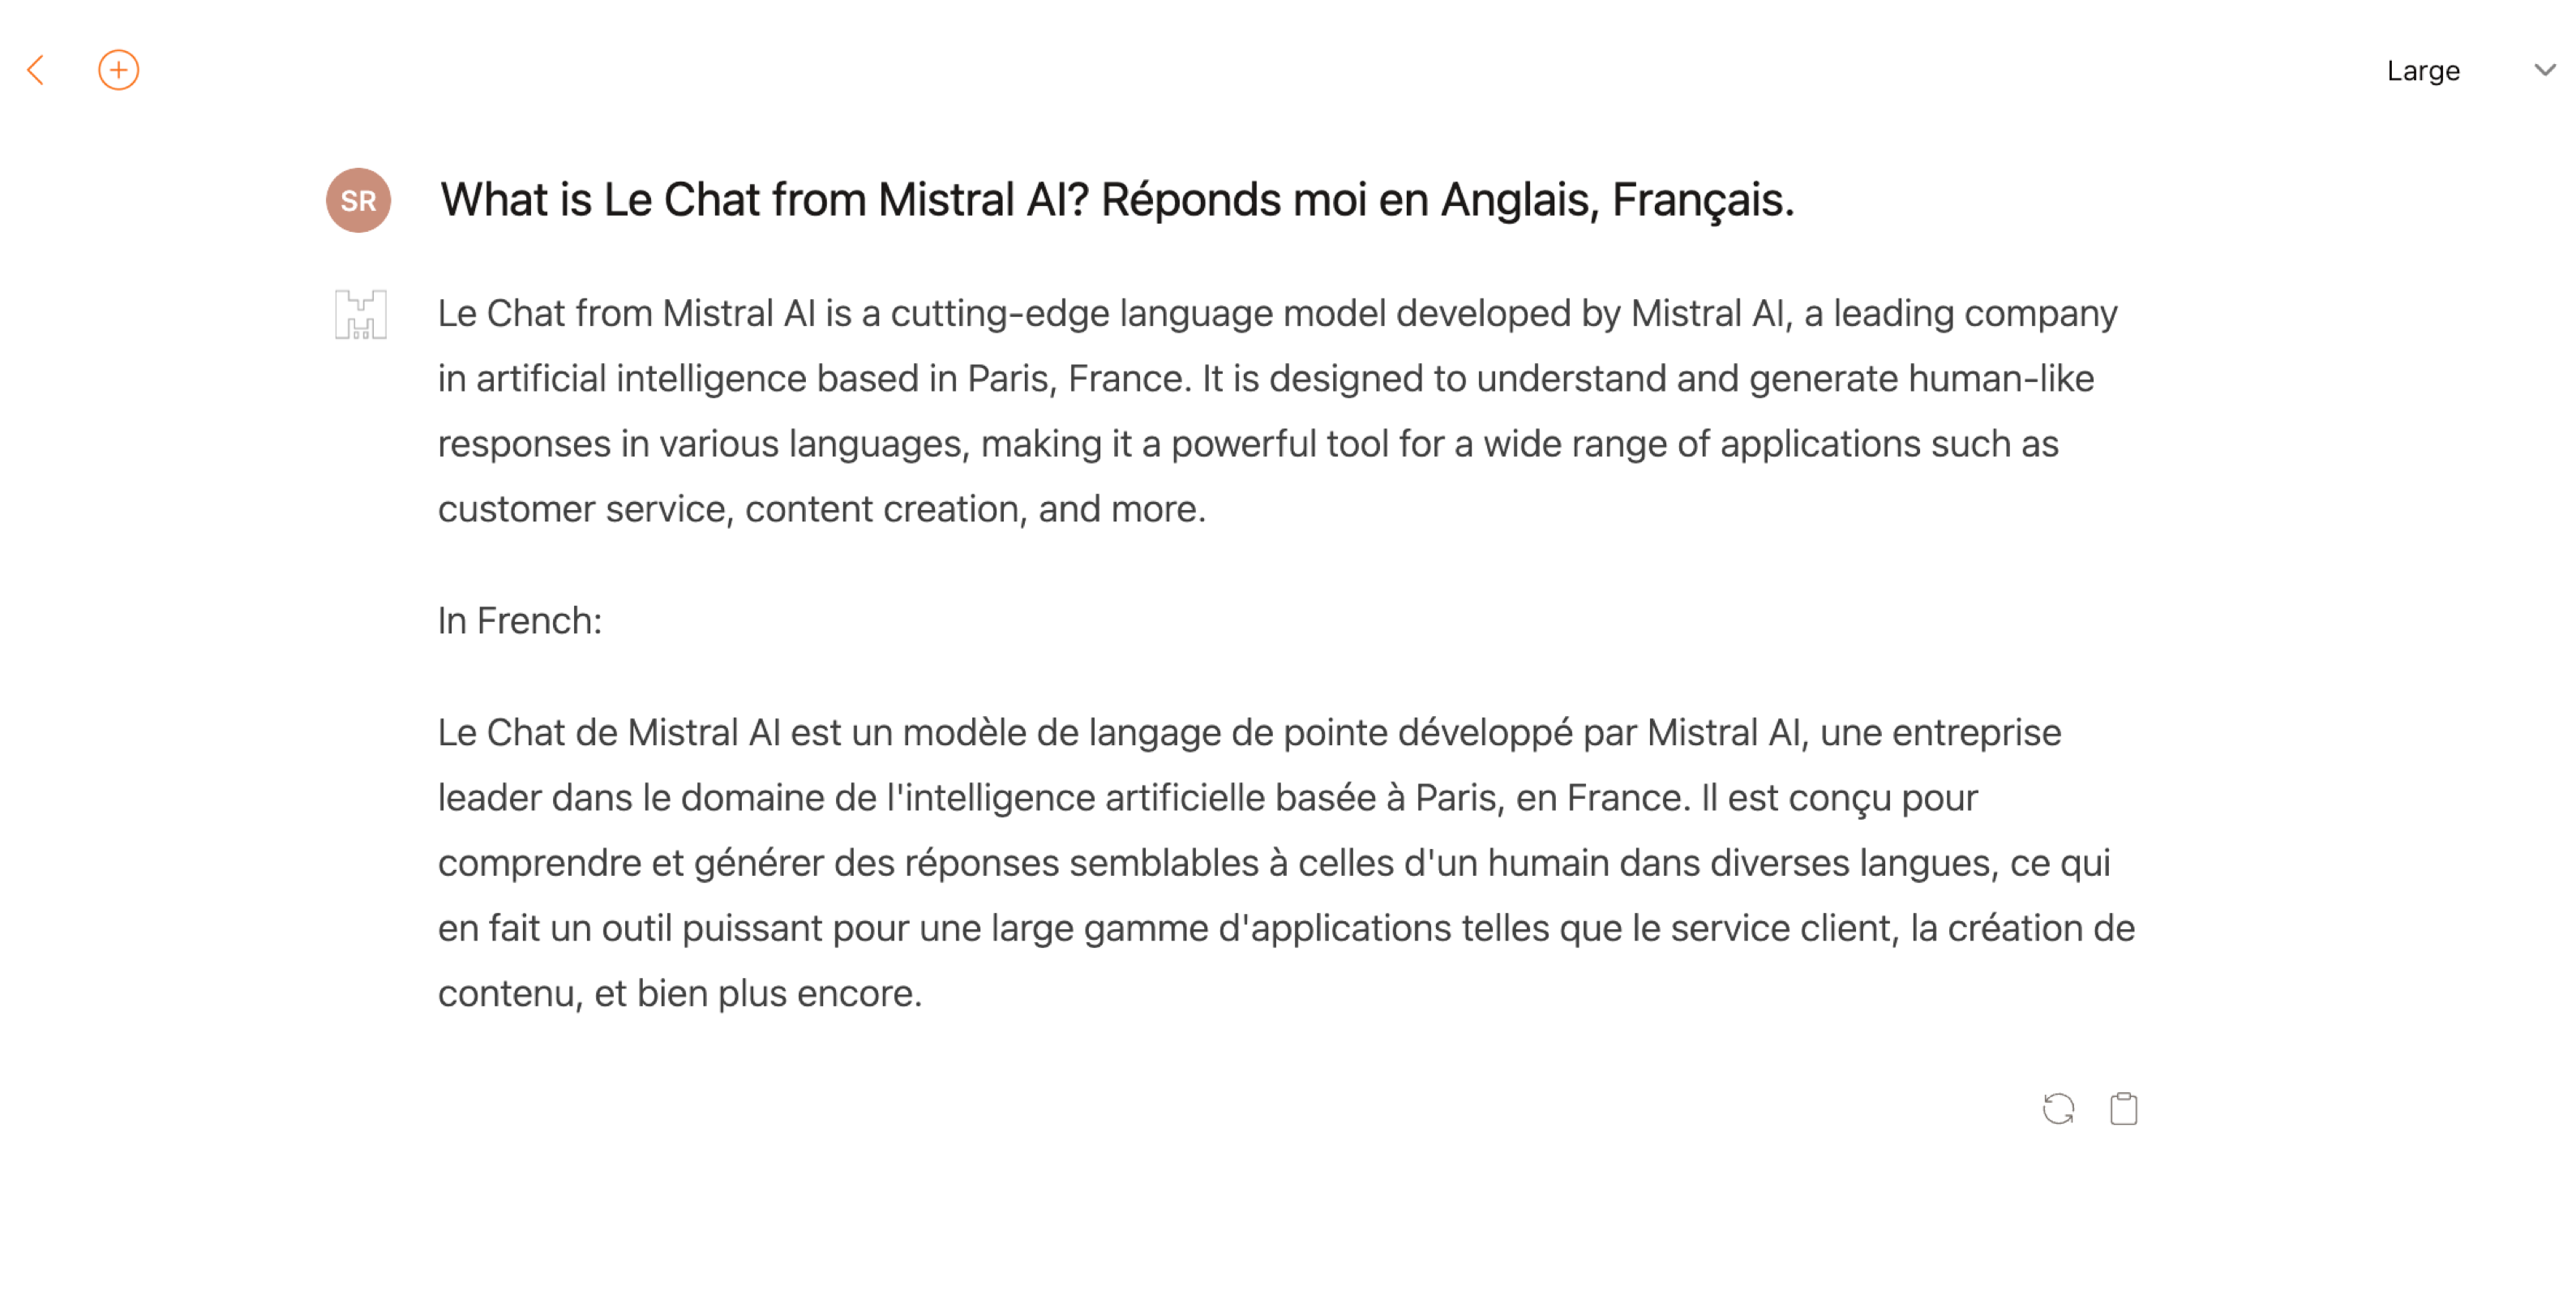 Large
SR
What is Le Chat from Mistral AI? Réponds moi en Anglais, Français.
Le Chat from Mistral AI is a cutting-edge language model developed by Mistral AI, a leading company
in artificial intelligence based in Paris, France. It is designed to understand and generate human-like
responses in various languages, making it a powerful tool for a wide range of applications such as
customer service, content creation, and more.
In French:
Le Chat de Mistral AI est un modèle de langage de pointe développé par Mistral AI, une entreprise
leader dans le domaine de l'intelligence artificielle basée à Paris, en France. Il est conçu pour
comprendre et générer des réponses semblables à celles d'un humain dans diverses langues, ce qui
en fait un outil puissant pour une large gamme d'applications telles que le service client, la création de
contenu, et bien plus encore.